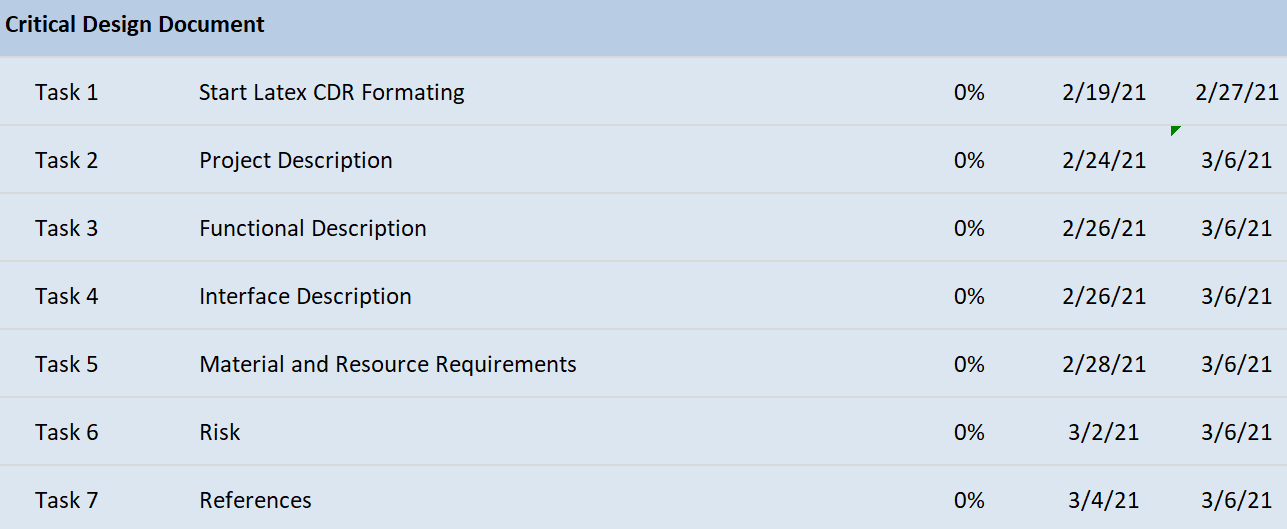 Critical Design Document
Task 1 Start Latex CDR Formating 0% 2/19/21 2/27/21
Task 2 Project Description 0% 2/24/21 3/6/21
Task 3 Functional Description 0% 2/26/21 3/6/21
Task 4 Interface Description 0% 2/26/21 3/6/21
Task 5 Material and Resource Requirements 0% 2/28/21 3/6/21
Task 6 Risk 0% 3/2/21 3/6/21
Task 7 References 0% 3/4/21 3/6/21